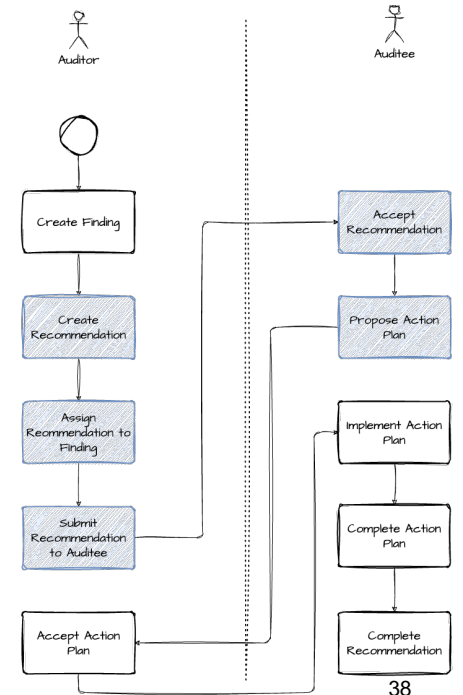 Auditor
Auditee
Create Finding
Create
Recommendation
Assign
Recommendation to
Finding
Submit
Recommendation
to Auditee
Accept Action
Plan
Accept
Recommendation
Propose Action
Plan
Implement Action
Plan
Complete Action
Plan
Complete
Recommendation
38